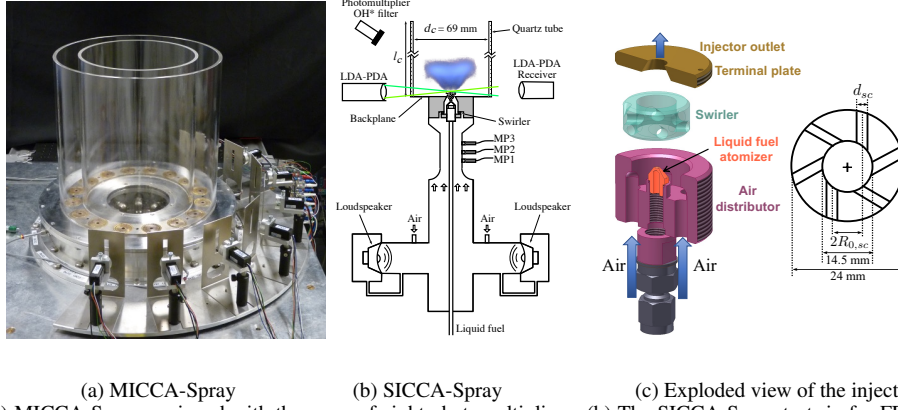 Photomultiplier
OH* filter
d_c = 69 mm
Quartz tube
l_c
LDA-PDA
LDA-PDA
Receiver
Backplane
Swirler
MP3
MP2
MP1
Loudspeaker
Air
Air
Loudspeaker
Liquid fuel
Injector outlet
Terminal plate
Swirler
Liquid fuel
atomizer
Air
distributor
Air
Air
d_sc
2R_0,sc
14.5 mm
24 mm
(a) MICCA-Spray
(b) SICCA-Spray
(c) Exploded view of the inject